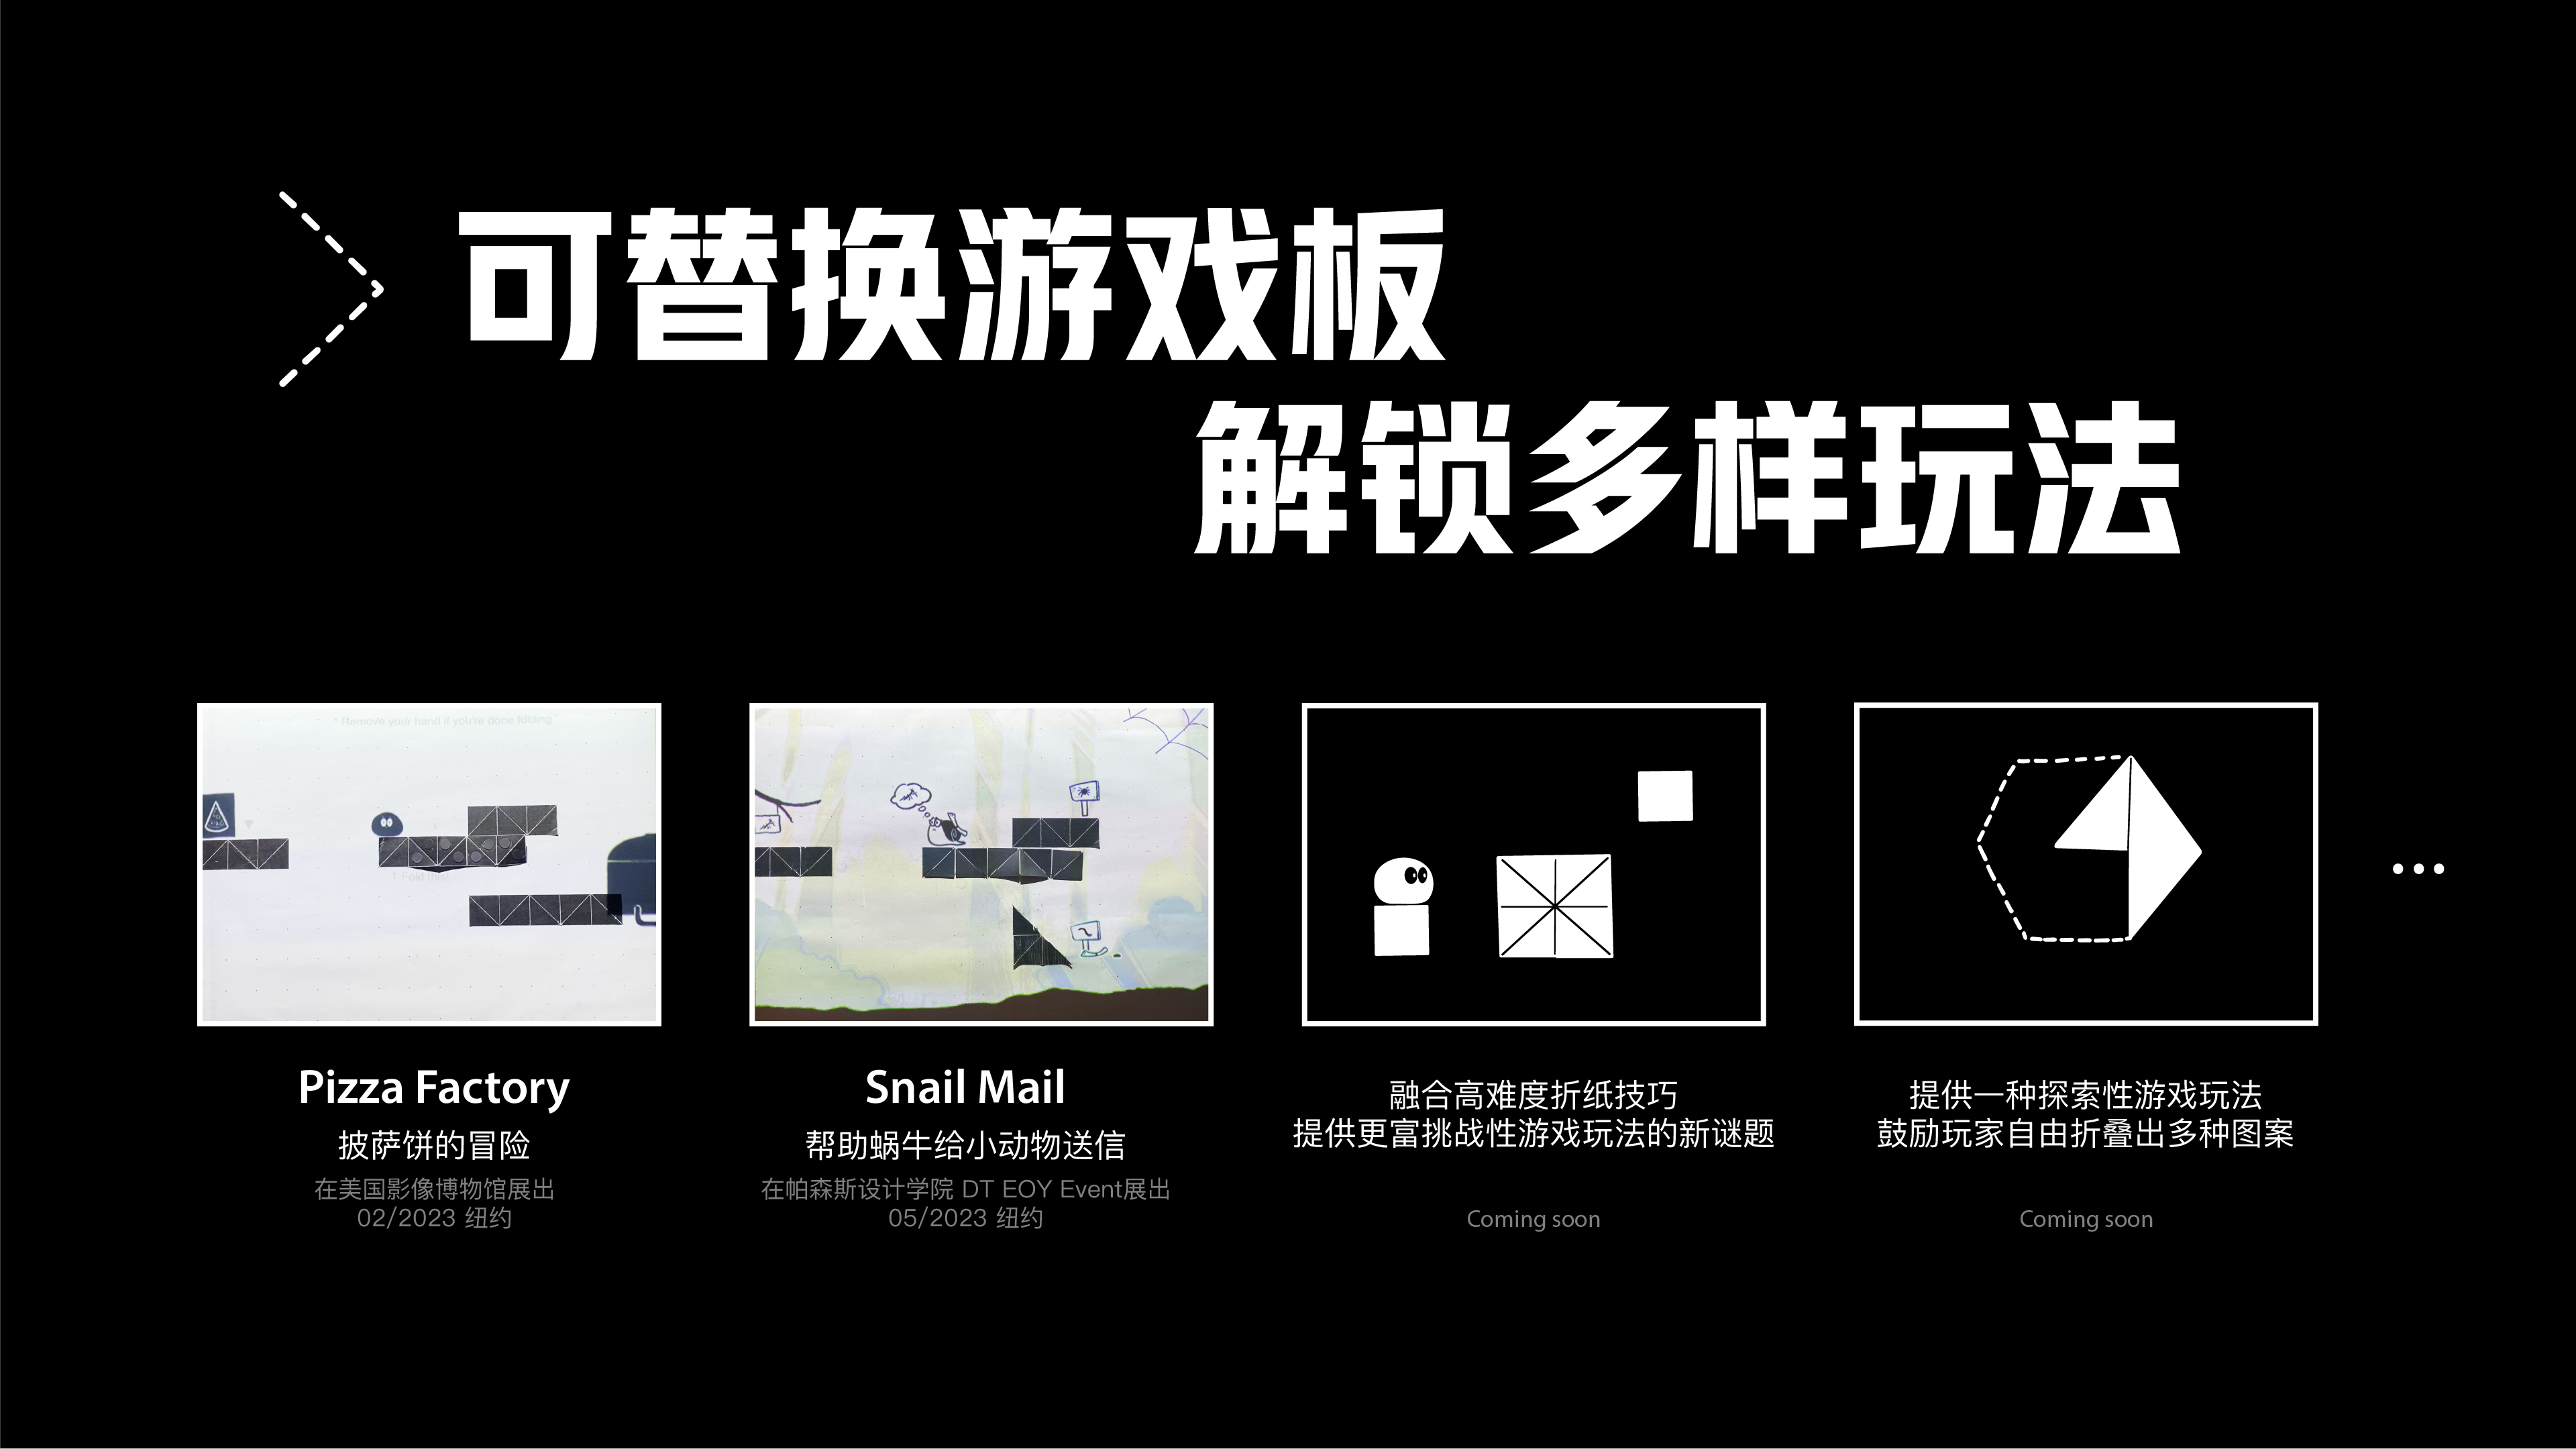 可替换游戏板
解锁多样玩法
* Remove your hand if you're done folding
↑ Fold this
Pizza Factory
披萨饼的冒险
在美国影像博物馆展出
02/2023 纽约
Snail Mail
帮助蜗牛给小动物送信
在帕森斯设计学院 DT EOY Event展出
05/2023 纽约
融合高难度折纸技巧
提供更富挑战性游戏玩法的新谜题
Coming soon
提供一种探索性游戏玩法
鼓励玩家自由折叠出多种图案
Coming soon